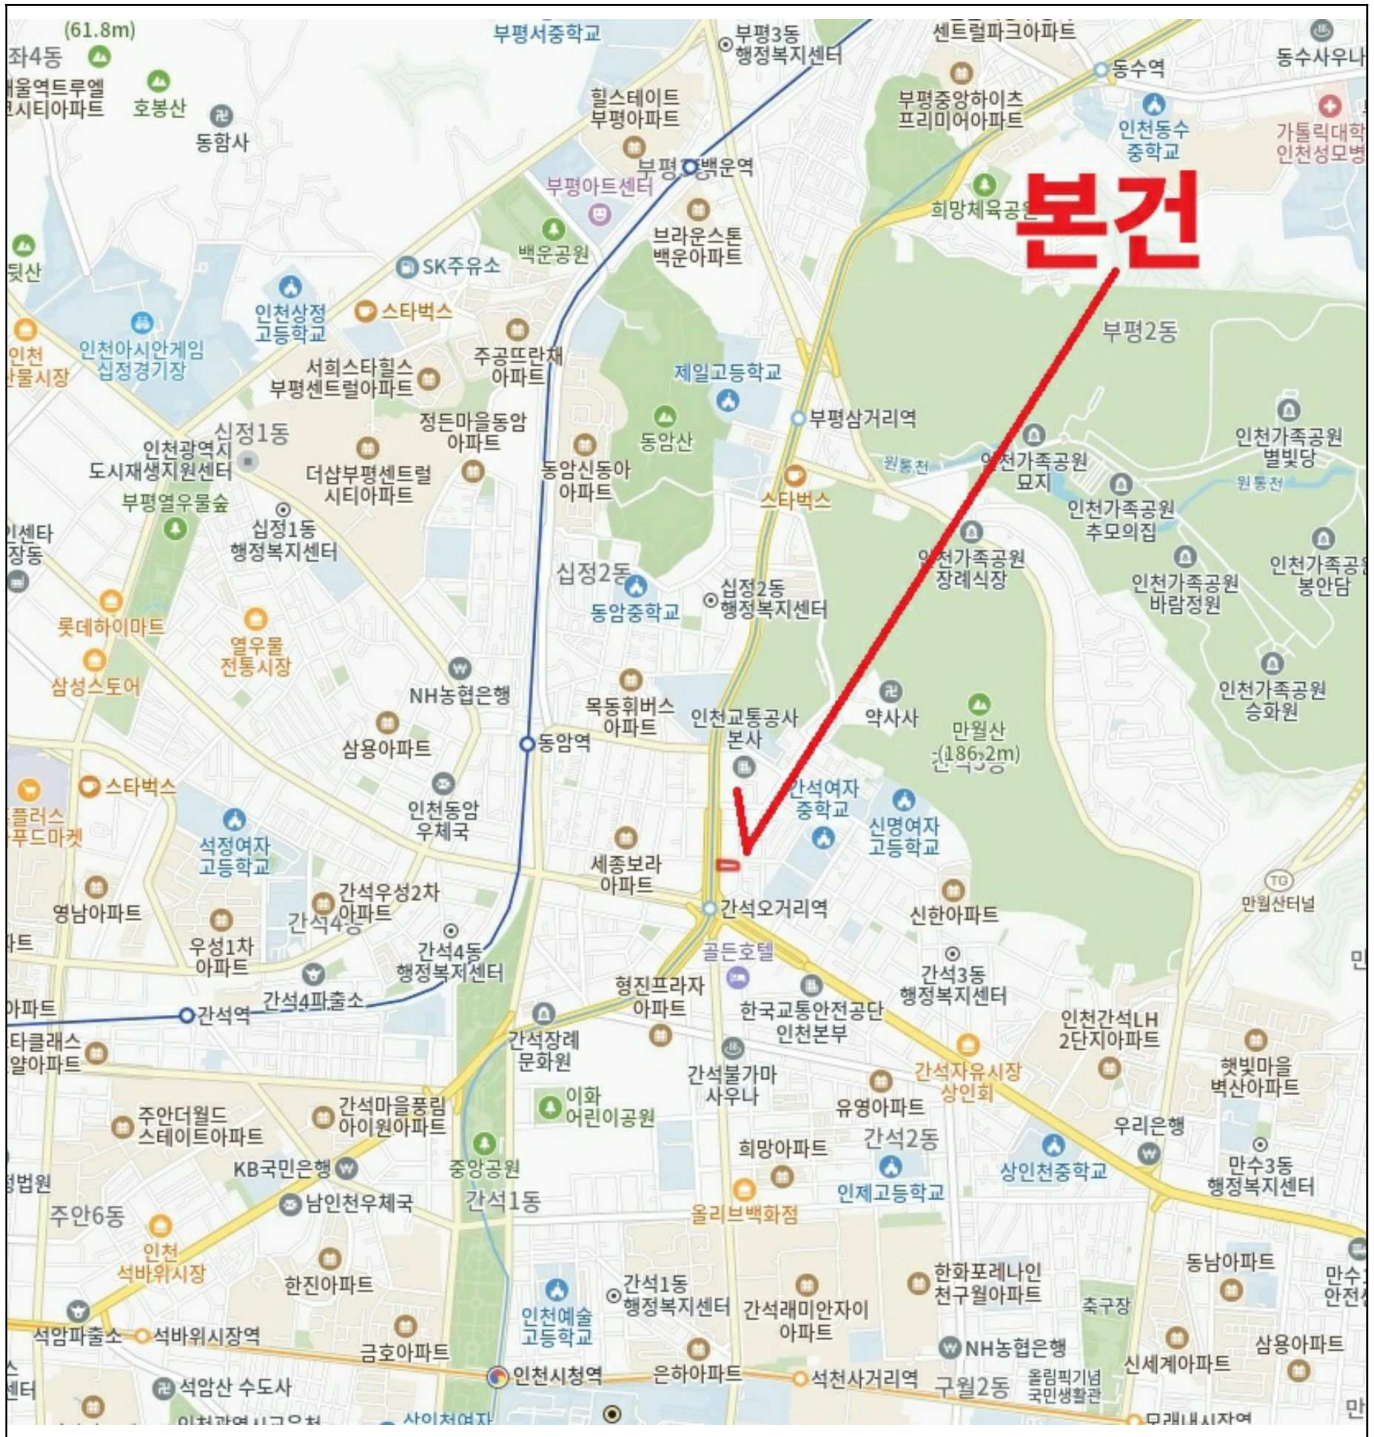 (61.8m)
좌4동
호봉산
동함사
부평서중학교
부평3동
행정복지센터
센트럴파크아파트
동수역
동수사우나
힐스테이트
부평아파트
부평중앙하이츠
프리미어아파트
인천동수
중학교
가톨릭대학
인천성모병
백운역
부평아트센터
희망체육공원
본건
백운공원
브라운스톤
백운아파트
뒷산
SK주유소
인천상정
고등학교
스타벅스
인천아시안게임
십정경기장
인천
주공뜨란채
아파트
서희스타힐스
부평센트럴아파트
제일고등학교
부평2동
정든마을동암
아파트
부평삼거리역
동암산
십정1동
인천광역시
도시재생지원센터
더샵부평센트럴
시티아파트
동암신동아
아파트
원통천
인천가족공원
묘지
인천가족공원
별빛당
원통천
스타벅스
부평열우물숲
인천가족공원
추모의집
십정1동
행정복지센터
인천가족공원
장례식장
인천가족공원
바람정원
인천가족공원
봉안담
십정2동
동암중학교
십정2동
행정복지센터
롯데하이마트
열우물
전통시장
삼성스토어
NH농협은행
목동휘버스
아파트
인천교통공사
본사
약사사
만월산
(186.2m)
인천가족공원
승화원
삼용아파트
동암역
스타벅스
인천동암
우체국
간석여자
중학교
신명여자
고등학교
플러스
푸드마켓
석정여자
고등학교
세종보라
아파트
영남아파트
간석우성2차
아파트
간석4동
우성1차
아파트
간석4동
행정복지센터
간석오거리역
신한아파트
TG
만월산터널
골든호텔
간석3동
행정복지센터
간석4파출소
간석역
형진프라자
아파트
한국교통안전공단
인천본부
간석장례
문화원
인천간석LH
2단지아파트
간석불가마
사우나
간석자유시장
상인회
햇빛마을
벽산아파트
이화
어린이공원
유영아파트
주안더월드
스테이트아파트
간석마을풍림
아이원아파트
우리은행
희망아파트
간석2동
KB국민은행
중앙공원
상인천중학교
만수3동
행정복지센터
인제고등학교
남인천우체국
간석1동
올리브백화점
주안6동
인천
석바위시장
한진아파트
동남아파트
인천예술
고등학교
간석1동
행정복지센터
간석래미안자이
아파트
한화포레나인
천구월아파트
축구장
석암파출소
석바위시장역
금호아파트
NH농협은행
신세계아파트
삼용아파트
인천시청역
은하아파트
석천사거리역
구월2동
올림픽기념
국민생활관
석암산 수도사
상인천여자
모래내시장역